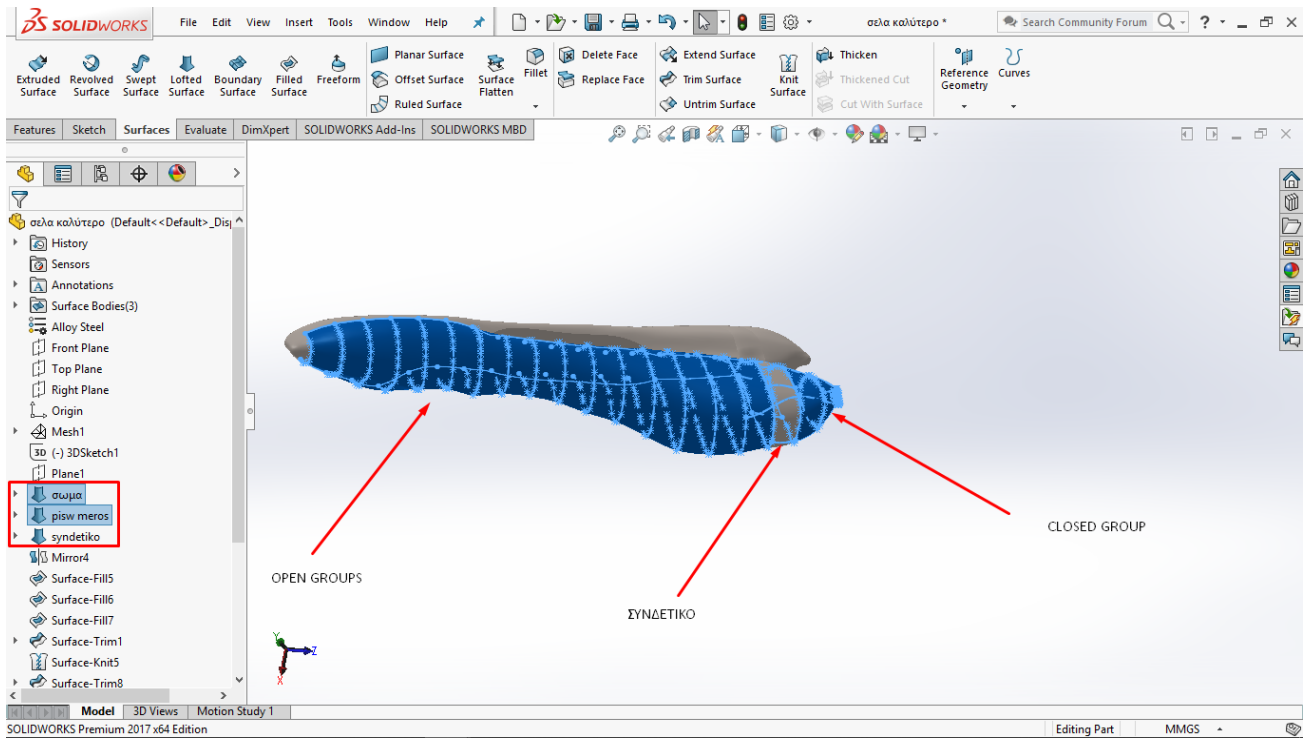 SOLIDWORKS File Edit View Insert Tools Window Help σελα καλύτερο * Search Community Forum ?
Extruded Surface
Revolved Surface
Swept Surface
Lofted Surface
Boundary Surface
Filled Surface
Freeform
Planar Surface
Offset Surface
Ruled Surface
Surface Flatten
Fillet
Delete Face
Replace Face
Extend Surface
Trim Surface
Untrim Surface
Knit Surface
Thicken
Thickened Cut
Cut With Surface
Reference Geometry
Curves
Features Sketch Surfaces Evaluate DimXpert SOLIDWORKS Add-Ins SOLIDWORKS MBD
σελα καλύτερο (Default<<Default>_Disp
History
Sensors
Annotations
Surface Bodies(3)
Alloy Steel
Front Plane
Top Plane
Right Plane
Origin
Mesh1
3D (-) 3DSketch1
Plane1
σωμα
pisw meros
syndetiko
Mirror4
Surface-Fill5
Surface-Fill6
Surface-Fill7
Surface-Trim1
Surface-Knit5
Surface-Trim8
OPEN GROUPS
ΣΥΝΔΕΤΙΚΟ
CLOSED GROUP
Y
Z
X
Model 3D Views Motion Study 1
SOLIDWORKS Premium 2017 x64 Edition Editing Part MMGS